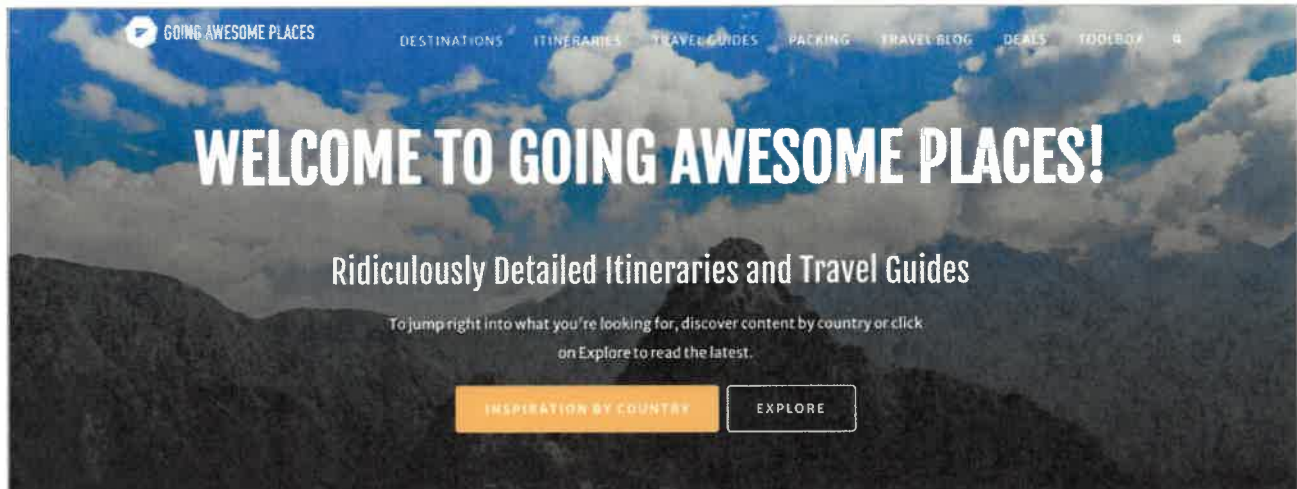 GOING AWESOME PLACES
DESTINATIONS ITINERARIES TRAVEL GUIDES PACKING TRAVEL BLOG DEALS TOOLBOX
WELCOME TO GOING AWESOME PLACES!
Ridiculously Detailed Itineraries and Travel Guides
To jump right into what you're looking for, discover content by country or click
on Explore to read the latest.
INSPIRATION BY COUNTRY EXPLORE